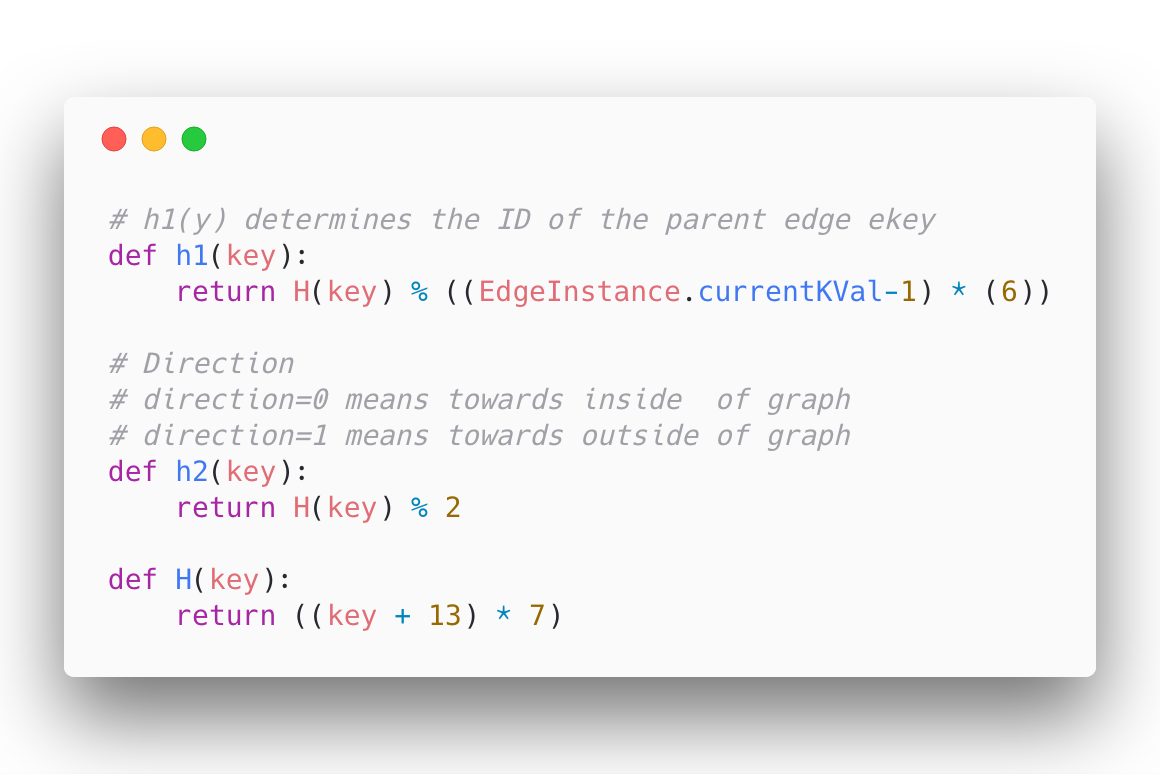 # h1(y) determines the ID of the parent edge ekey
def h1(key):
    return H(key) % ((EdgeInstance.currentKVal-1) * (6))

# Direction
# direction=0 means towards inside  of graph
# direction=1 means towards outside of graph
def h2(key):
    return H(key) % 2

def H(key):
    return ((key + 13) * 7)